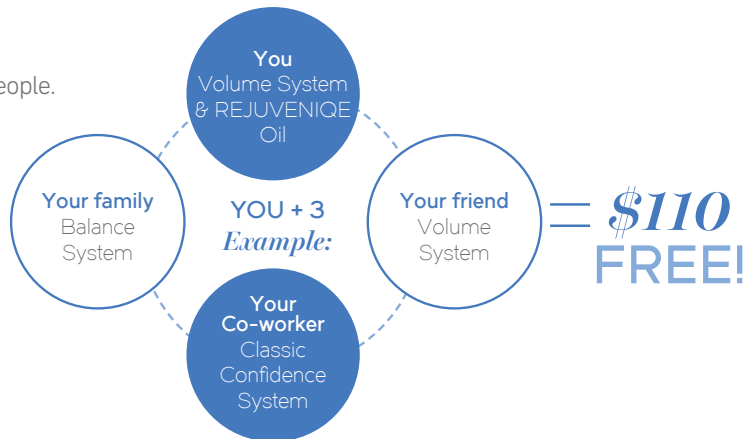 eople.
You
Volume System
& REJUVENIQE
Oil
Your family
Balance
System
YOU + 3
Example:
Your friend
Volume
System
Your
Co-worker
Classic
Confidence
System
= $110
FREE!